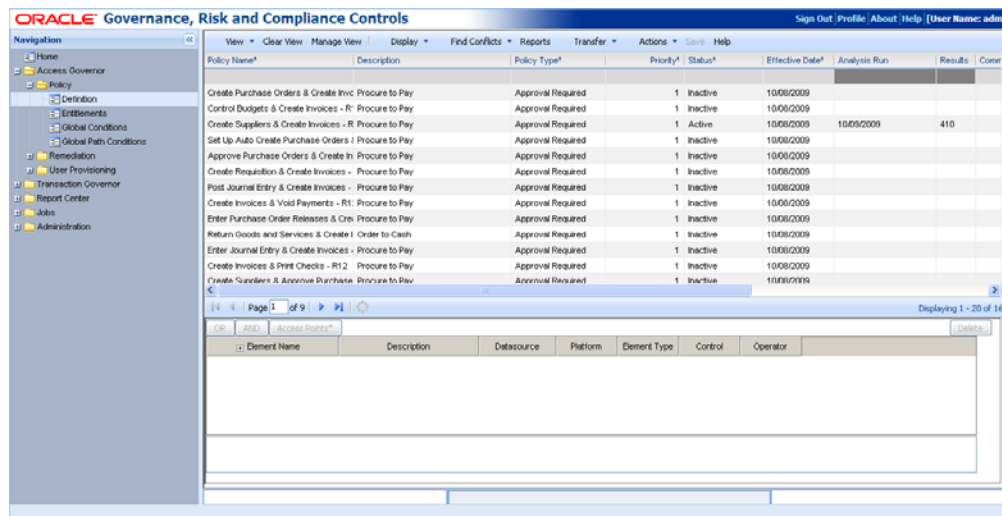 ORACLE Governance, Risk and Compliance Controls
Sign Out Profile About Help [User Name: adm
Navigation
Home
Access Governor
Policy
Definition
Entitlements
Global Conditions
Global Path Conditions
Remediation
User Provisioning
Transaction Governor
Report Center
Jobs
Administration
View Clear View Manage View Display Find Conflicts Reports Transfer Actions Save Help
Policy Name* Description Policy Type* Priority* Status* Effective Date* Analysis Run Results Comm
Create Purchase Orders & Create Invc Procure to Pay Approval Required 1 Inactive 10/08/2009
Control Budgets & Create Invoices - R Procure to Pay Approval Required 1 Inactive 10/08/2009
Create Suppliers & Create Invoices - R Procure to Pay Approval Required 1 Active 10/08/2009 10/09/2009 410
Set Up Auto Create Purchase Orders & Procure to Pay Approval Required 1 Inactive 10/08/2009
Approve Purchase Orders & Create In Procure to Pay Approval Required 1 Inactive 10/08/2009
Create Requisition & Create Invoices - Procure to Pay Approval Required 1 Inactive 10/08/2009
Post Journal Entry & Create Invoices - Procure to Pay Approval Required 1 Inactive 10/08/2009
Create Invoices & Void Payments - R1 Procure to Pay Approval Required 1 Inactive 10/08/2009
Enter Purchase Order Releases & Cre Procure to Pay Approval Required 1 Inactive 10/08/2009
Return Goods and Services & Create I Order to Cash Approval Required 1 Inactive 10/08/2009
Enter Journal Entry & Create Invoices - Procure to Pay Approval Required 1 Inactive 10/08/2009
Create Invoices & Print Checks - R12 Procure to Pay Approval Required 1 Inactive 10/08/2009
Create Suppliers & Approve Purchase Procure to Pay Approval Required 1 Inactive 10/08/2009
Page 1 of 9
Displaying 1 - 20 of 16
OR AND Access Points* Delete
Element Name Description Datasource Platform Element Type Control Operator